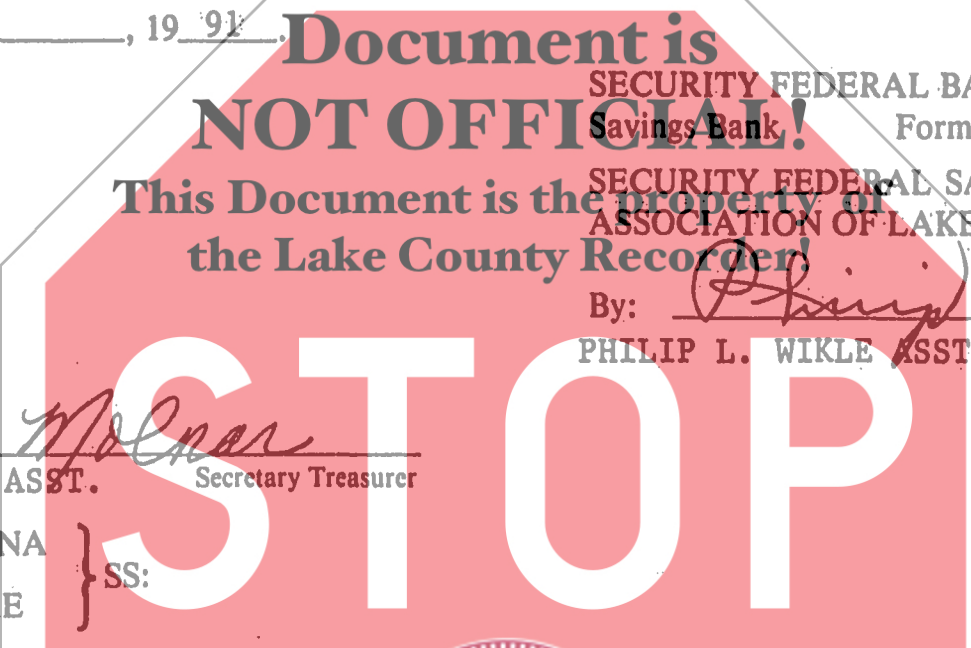 , 19 91 .
Document is
NOT OFFICIAL!
This Document is the property of
the Lake County Recorder!
SECURITY FEDERAL BA
Savings Bank, Form
SECURITY FEDERAL SA
ASSOCIATION OF LAKE
By: Philip
PHILIP L. WIKLE ASST
Molnar
ASST. Secretary Treasurer
NA
E
} SS:
STOP